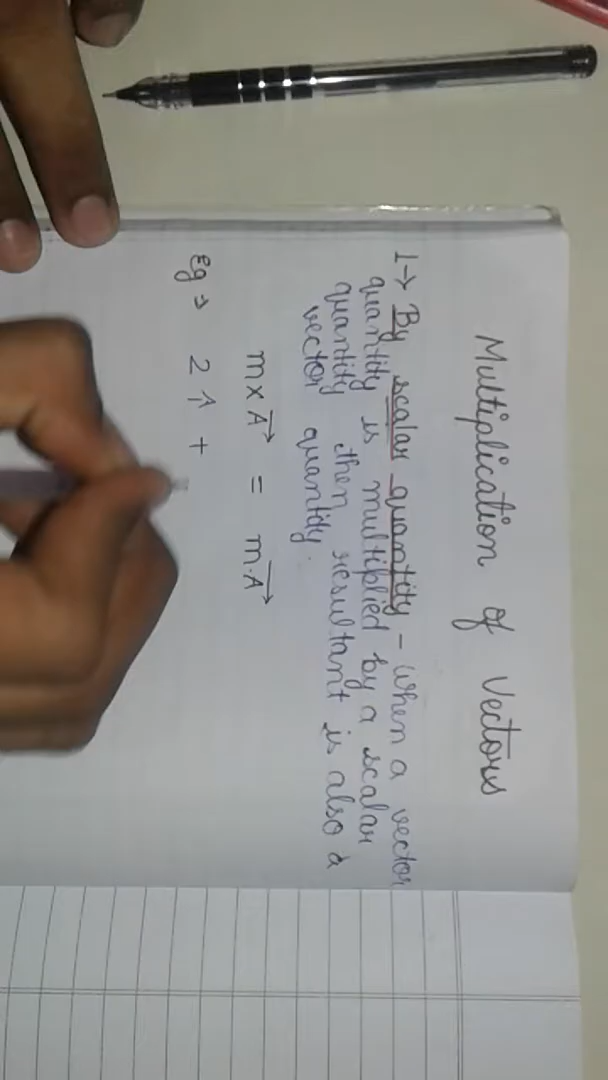 Multiplication of Vectors
1→ By scalar quantity - When a vector
quantity is multiplied by a scalar
quantity then resultant is also a
vector quantity.
m×A⃗ = m.A⃗
Eg → 2 +